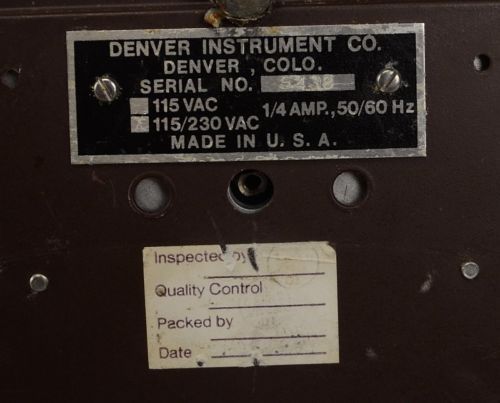 DENVER INSTRUMENT CO.
DENVER, COLO.
SERIAL NO.
115 VAC 1/4 AMP., 50/60 Hz
115/230 VAC
MADE IN U. S. A.
Inspected by
Quality Control
Packed by
Date